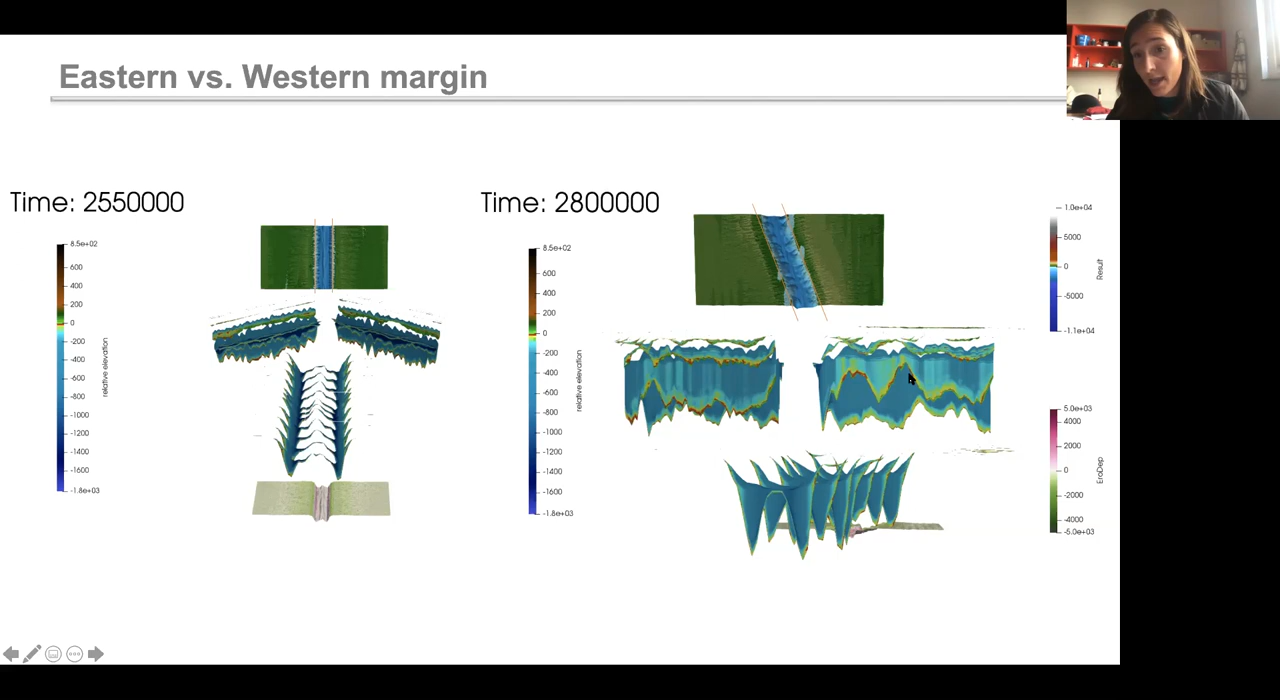 Eastern vs. Western margin
Time: 2550000
Time: 2800000
8.5e+02
600
400
200
0
-200
-400
-600
-800
-1000
-1200
-1400
-1600
-1.8e+03
relative elevation
8.5e+02
600
400
200
0
-200
-400
-600
-800
-1000
-1200
-1400
-1600
-1.8e+03
relative elevation
1.0e+04
5000
0
-5000
-1.1e+04
Result
5.0e+03
4000
2000
0
-2000
-4000
-5.0e+03
EroDep